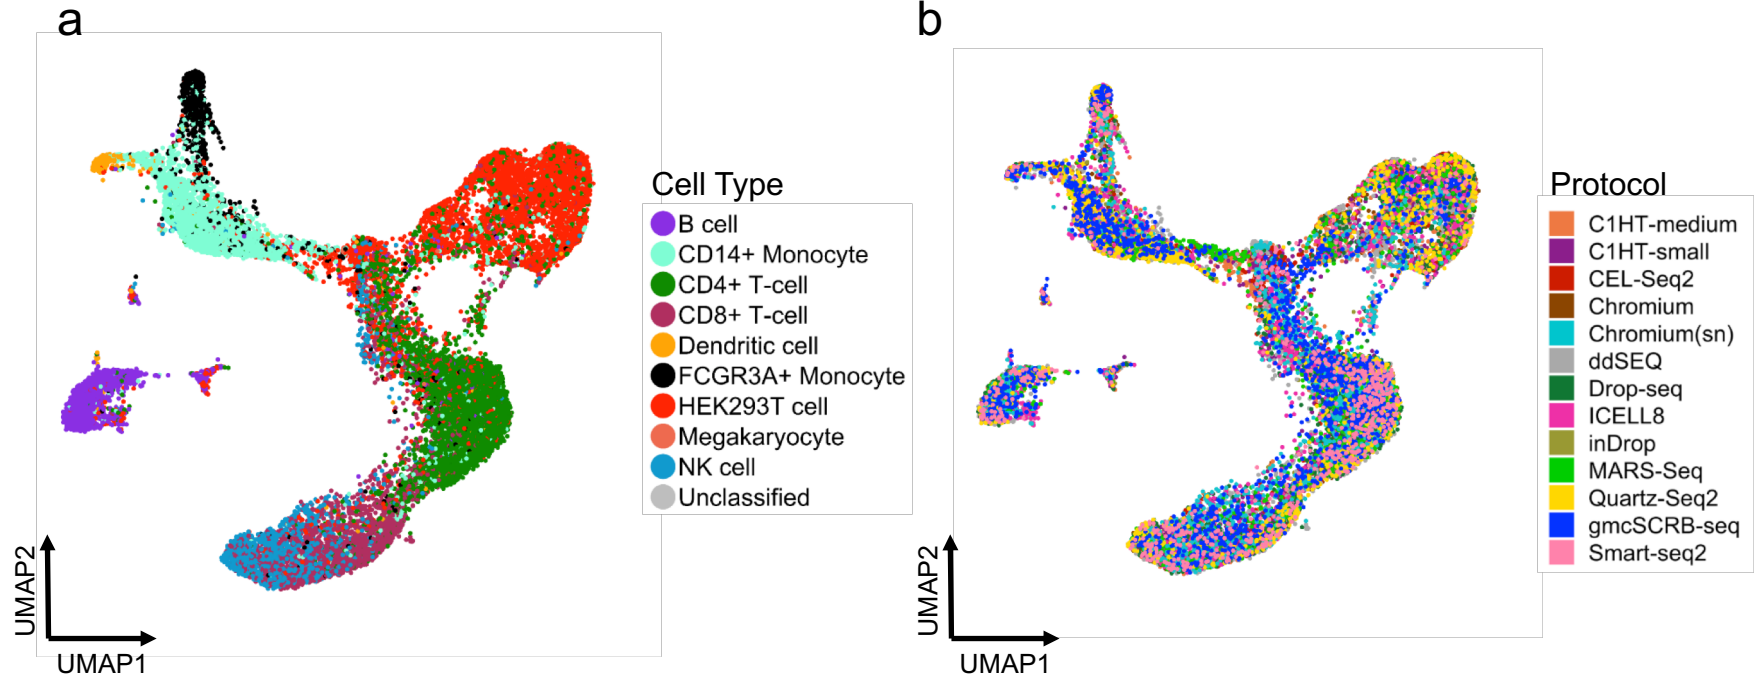 a
Cell Type
B cell
CD14+ Monocyte
CD4+ T-cell
CD8+ T-cell
Dendritic cell
FCGR3A+ Monocyte
HEK293T cell
Megakaryocyte
NK cell
Unclassified
UMAP2
UMAP1
b
Protocol
C1HT-medium
C1HT-small
CEL-Seq2
Chromium
Chromium(sn)
ddSEQ
Drop-seq
ICELL8
inDrop
MARS-Seq
Quartz-Seq2
gmcSCRB-seq
Smart-seq2
UMAP2
UMAP1